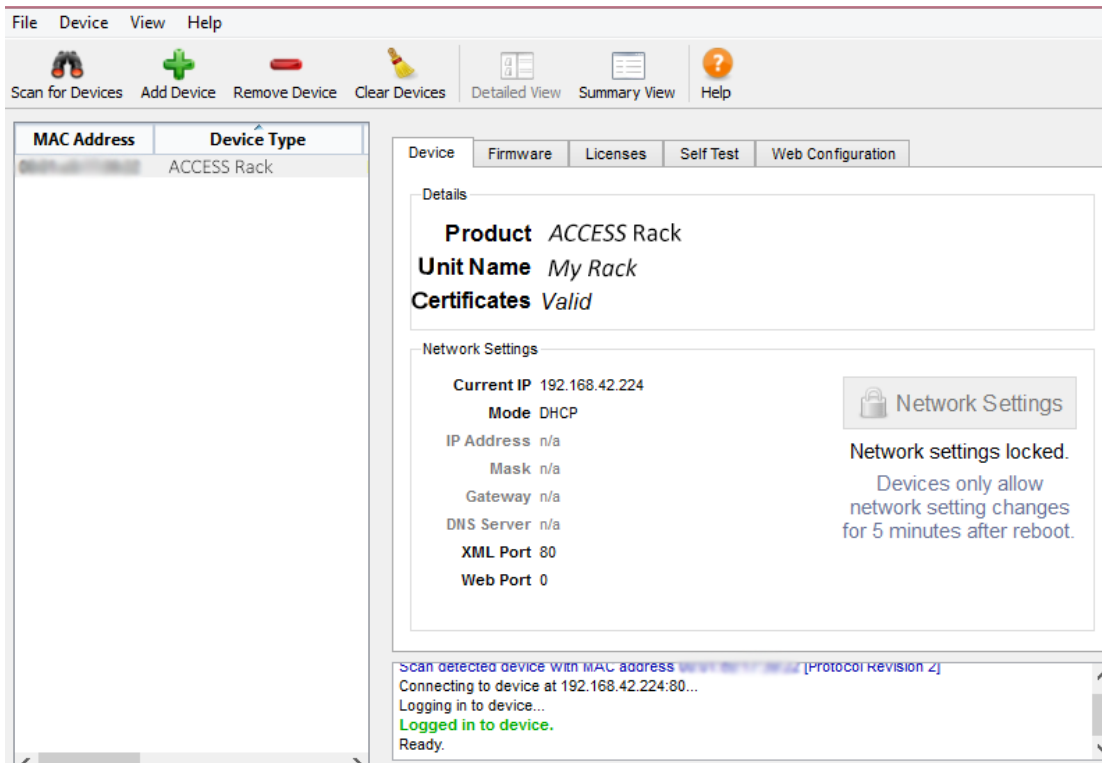 File Device View Help
Scan for Devices Add Device Remove Device Clear Devices Detailed View Summary View Help
MAC Address Device Type
ACCESS Rack
Device Firmware Licenses Self Test Web Configuration
Details
Product ACCESS Rack
Unit Name My Rack
Certificates Valid
Network Settings
Current IP 192.168.42.224
Mode DHCP
IP Address n/a
Mask n/a
Gateway n/a
DNS Server n/a
XML Port 80
Web Port 0
Network Settings
Network settings locked.
Devices only allow
network setting changes
for 5 minutes after reboot.
Scan detected device with MAC address [Protocol Revision 2]
Connecting to device at 192.168.42.224:80...
Logging in to device...
Logged in to device.
Ready.